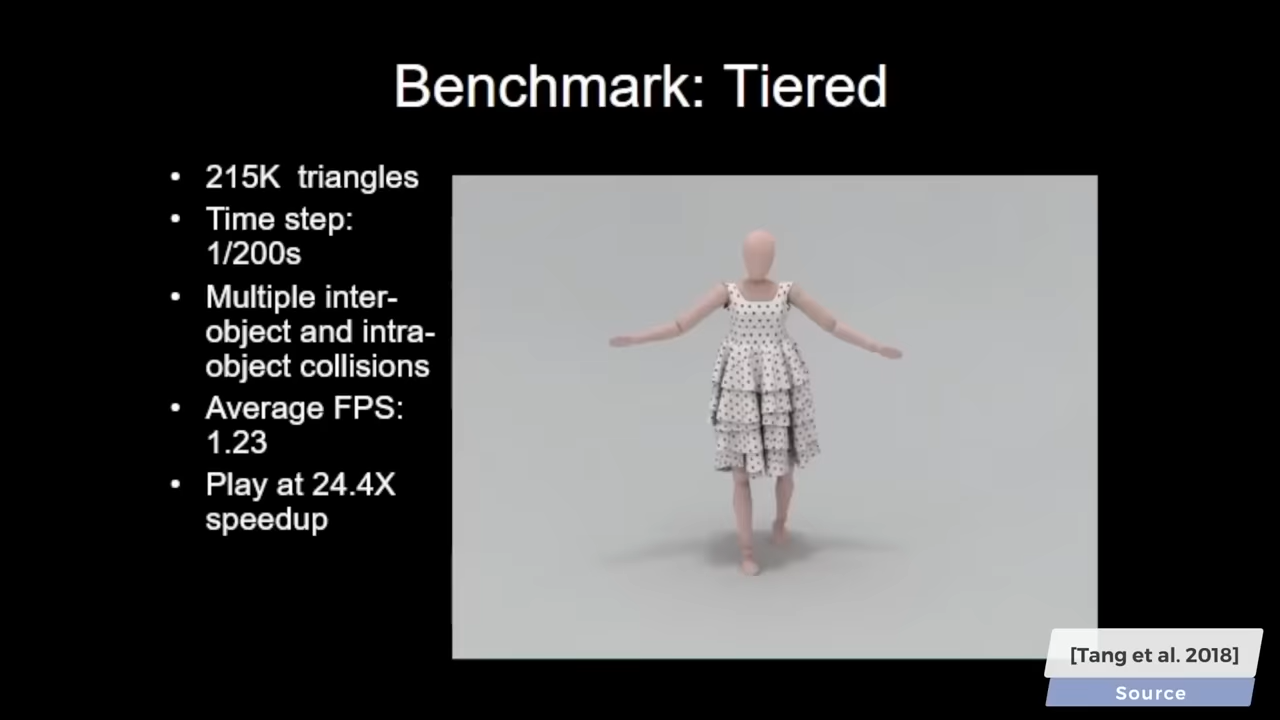 Benchmark: Tiered
• 215K triangles
• Time step:
1/200s
• Multiple inter-
object and intra-
object collisions
• Average FPS:
1.23
• Play at 24.4X
speedup
[Tang et al. 2018]
Source